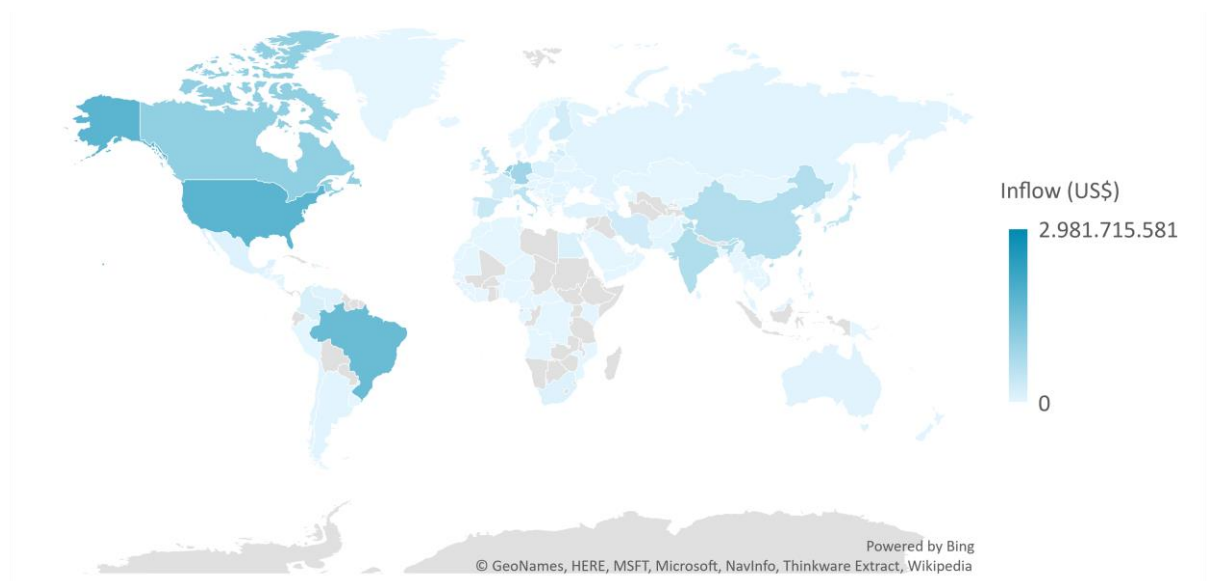 Inflow (US$)
2.981.715.581
0
Powered by Bing
© GeoNames, HERE, MSFT, Microsoft, NavInfo, Thinkware Extract, Wikipedia